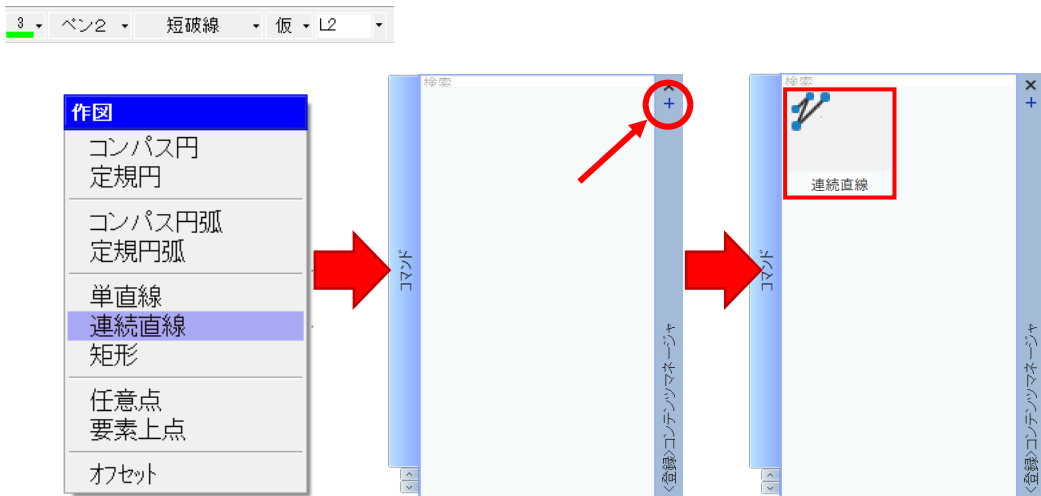 3 ペン2 短破線 仮 L2
作図
コンパス円
定規円
コンパス円弧
定規円弧
単直線
連続直線
矩形
任意点
要素上点
オフセット
検索
×
+
コマンド
<登録>コンテンツマネージャ
検索
×
+
連続直線
コマンド
<登録>コンテンツマネージャ